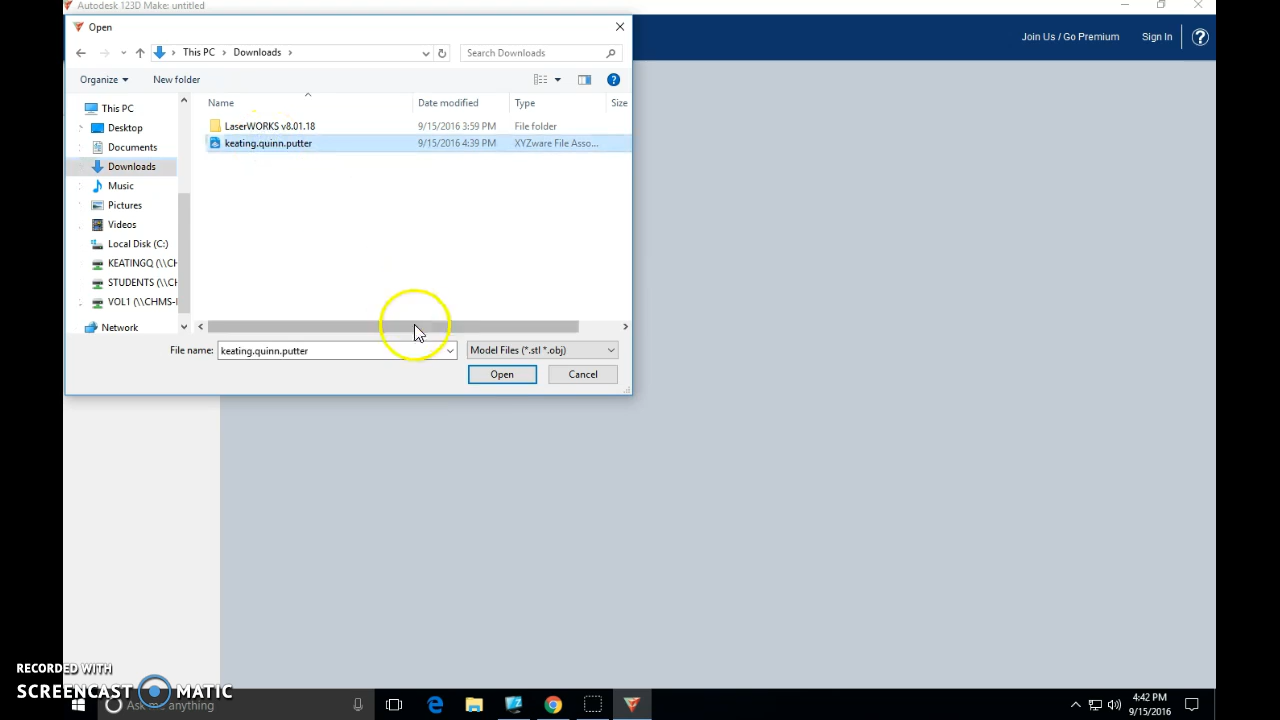 Autodesk 123D Make: untitled
Open
Join Us / Go Premium
Sign In
?
This PC
Downloads
Search Downloads
Organize
New folder
Name
Date modified
Type
Size
This PC
Desktop
Documents
Downloads
Music
Pictures
Videos
Local Disk (C:)
KEATINGQ (\\CH
STUDENTS (\\CH
VOL1 (\\CHMS-
Network
LaserWORKS v8.01.18
9/15/2016 3:59 PM
File folder
keating.quinn.putter
9/15/2016 4:39 PM
XYZware File Asso...
File name:
keating.quinn.putter
Model Files (*.stl *.obj)
Open
Cancel
RECORDED WITH
SCREENCAST MATIC
Ask me anything
4:42 PM
9/15/2016